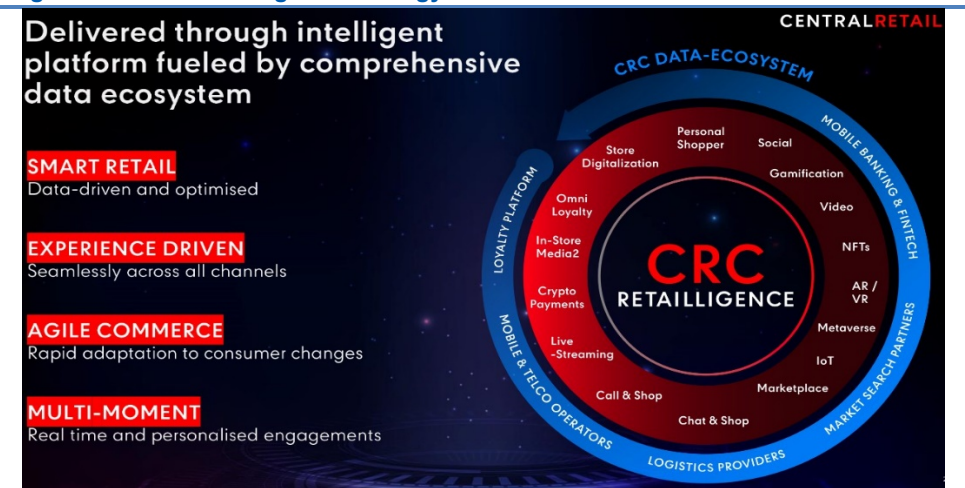 Delivered through intelligent
platform fueled by comprehensive
data ecosystem
SMART RETAIL
Data-driven and optimised
EXPERIENCE DRIVEN
Seamlessly across all channels
AGILE COMMERCE
Rapid adaptation to consumer changes
MULTI-MOMENT
Real time and personalised engagements
CENTRALRETAIL
CRC DATA-ECOSYSTEM
MOBILE BANKING & FINTECH
MARKET SEARCH PARTNERS
LOGISTICS PROVIDERS
MOBILE & TELCO OPERATORS
LOYALTY PLATFORM
Personal
Shopper
Social
Gamification
Video
NFTs
AR /
VR
Metaverse
IoT
Marketplace
Chat & Shop
Call & Shop
Live
-Streaming
Crypto
Payments
In-Store
Media2
Omni
Loyalty
Store
Digitalization
CRC
RETAILLIGENCE